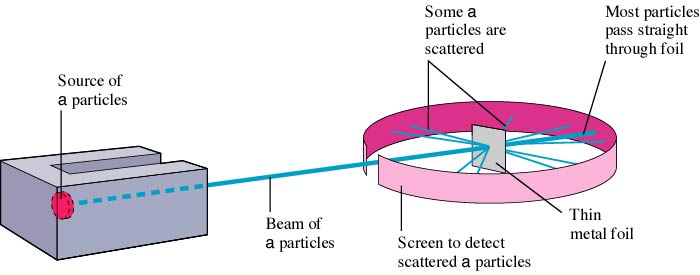 Some a
particles are
scattered
Most particles
pass straight
through foil
Source of
a particles
Beam of
a particles
Screen to detect
scattered a particles
Thin
metal foil